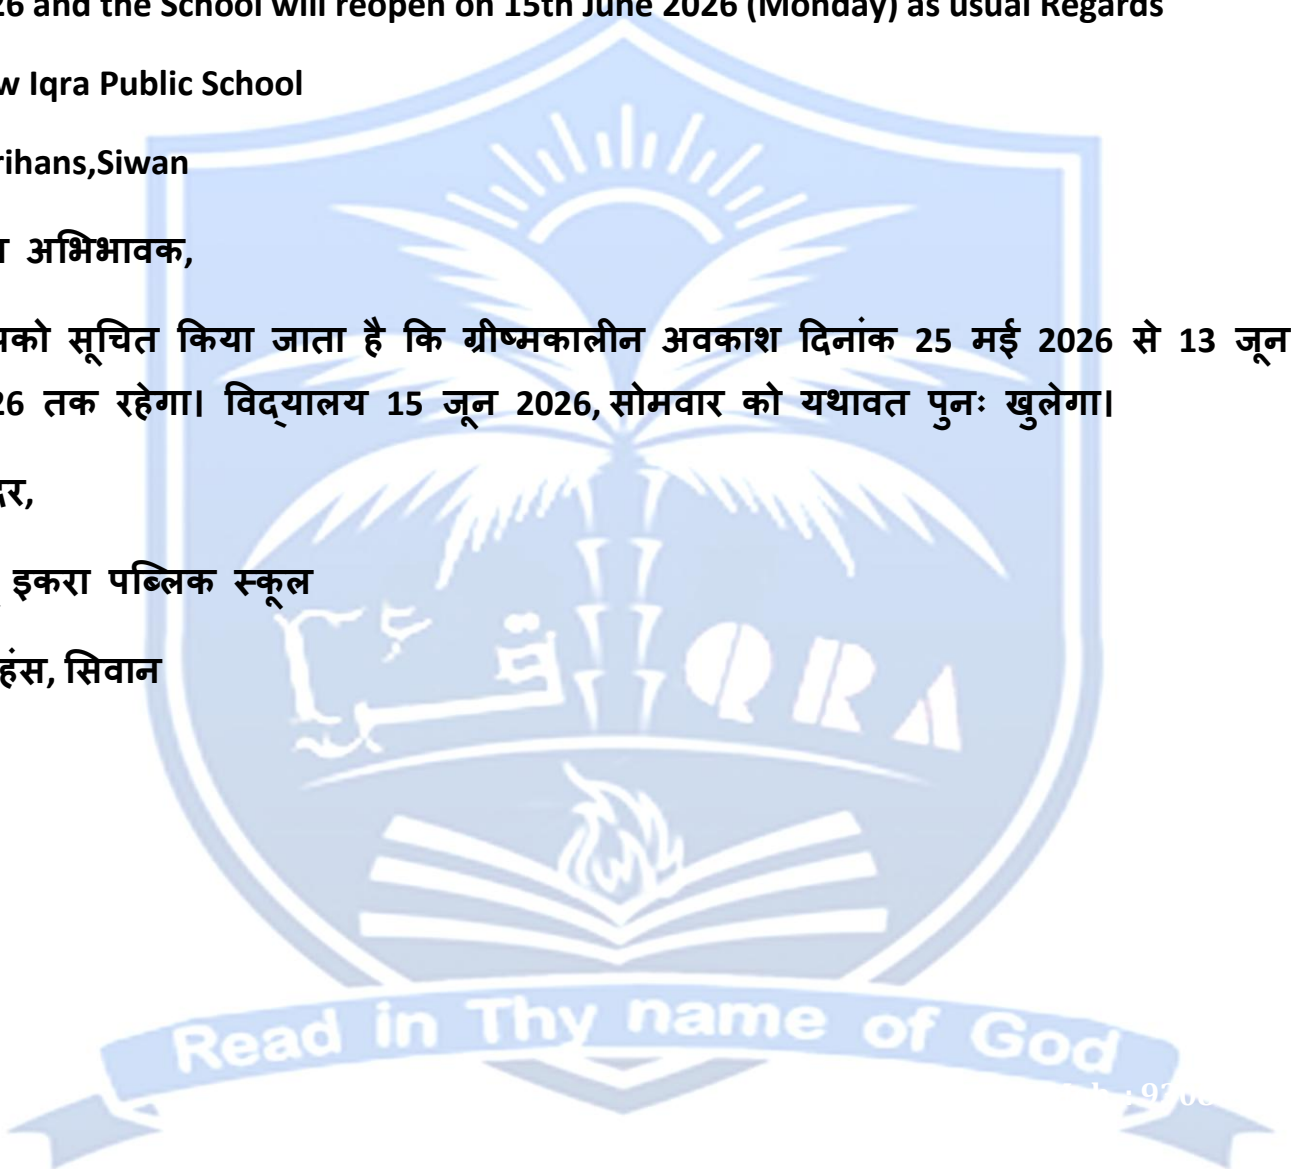 26 and the School will reopen on 15th June 2026 (Monday) as usual Regards
w Iqra Public School
rihans,Siwan
अभिभावक,
को सूचित किया जाता है कि ग्रीष्मकालीन अवकाश दिनांक 25 मई 2026 से 13 जून
26 तक रहेगा। विद्यालय 15 जून 2026, सोमवार को यथावत पुनः खुलेगा।
इकरा पब्लिक स्कूल
हंस, सिवान
اقرأ IQRA
Read in Thy name of God